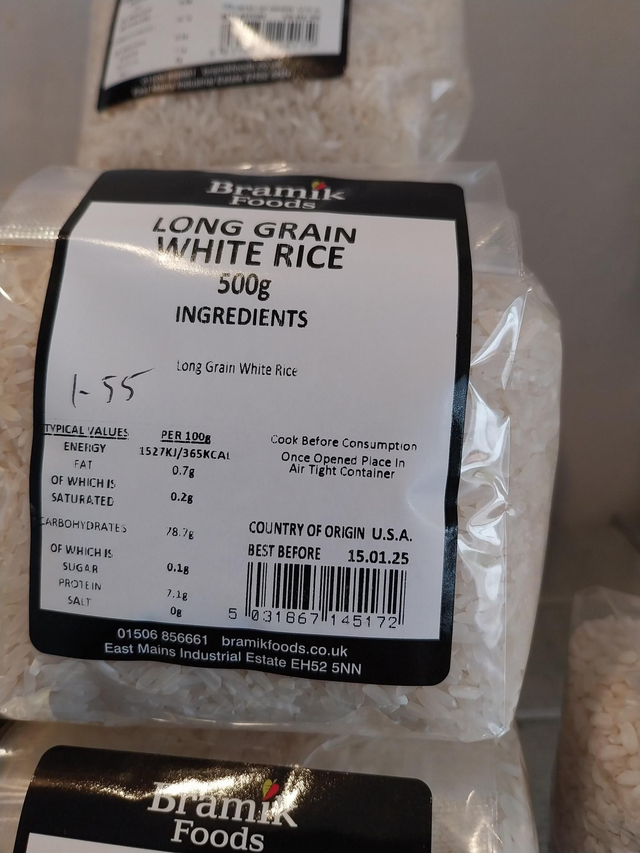 Bramik
Foods
LONG GRAIN
WHITE RICE
500g
INGREDIENTS
Long Grain White Rice
1-55
TYPICAL VALUES PER 100g
ENERGY 1527KJ/365KCAL
FAT 0.7g
OF WHICH IS
SATURATED 0.2g
CARBOHYDRATES 78.7g
OF WHICH IS
SUGAR 0.1g
PROTEIN 7.1g
SALT 0g
Cook Before Consumption
Once Opened Place In
Air Tight Container
COUNTRY OF ORIGIN U.S.A.
BEST BEFORE 15.01.25
5 031867 145172
01506 856661 bramikfoods.co.uk
East Mains Industrial Estate EH52 5NN
Bramik
Foods